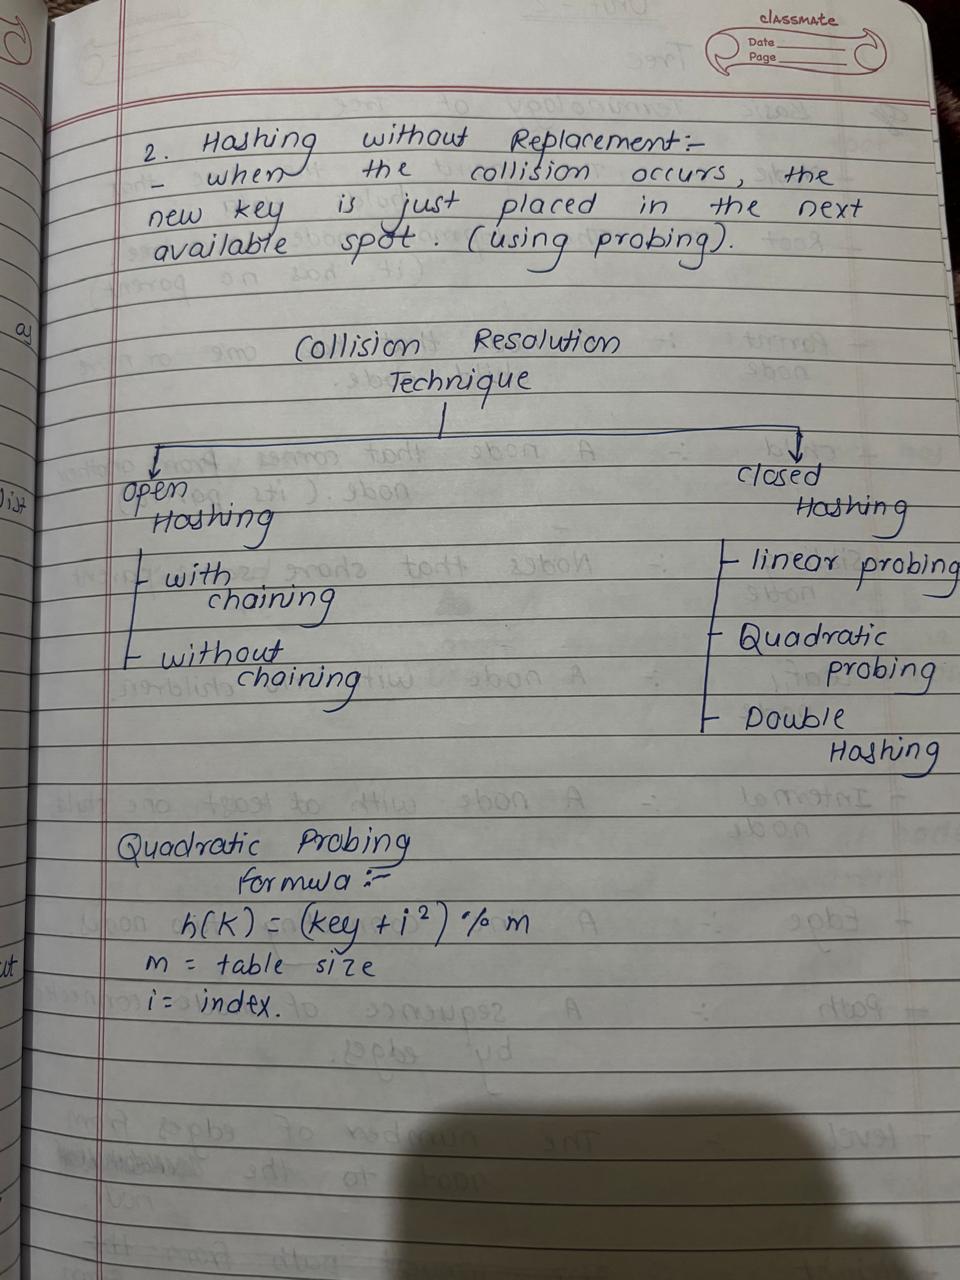 classmate
Date
Page
2. Hashing without Replacement:-
- when the collision occurs, the
new key is just placed in the next
available spot. (using probing).
Collision Resolution
Technique
open
Hashing
closed
Hashing
with
chaining
without
chaining
linear probing
Quadratic
probing
Double
Hashing
Quadratic Probing
formula :-
h(K) = (key + i²) % m
m = table size
i = index.